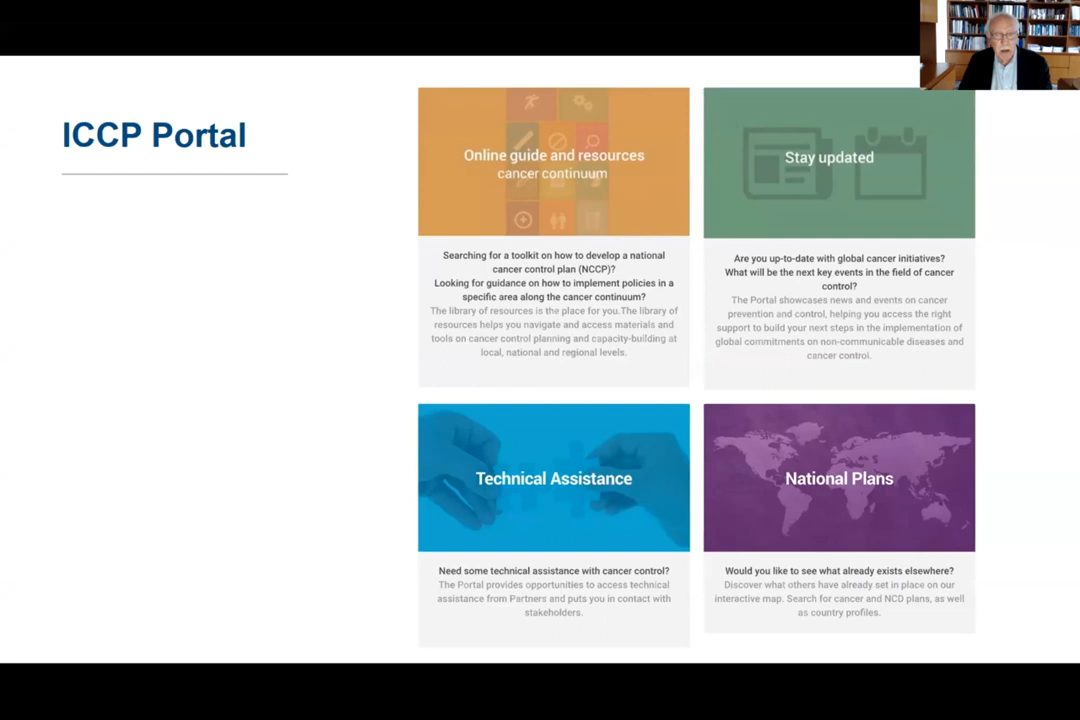 ICCP Portal
Online guide and resources
cancer continuum
Searching for a toolkit on how to develop a national
cancer control plan (NCCP)?
Looking for guidance on how to implement policies in a
specific area along the cancer continuum?
The library of resources is the place for you.The library of
resources helps you navigate and access materials and
tools on cancer control planning and capacity-building at
local, national and regional levels.
Stay updated
Are you up-to-date with global cancer initiatives?
What will be the next key events in the field of cancer
control?
The Portal showcases news and events on cancer
prevention and control, helping you access the right
support to build your next steps in the implementation of
global commitments on non-communicable diseases and
cancer control.
Technical Assistance
Need some technical assistance with cancer control?
The Portal provides opportunities to access technical
assistance from Partners and puts you in contact with
stakeholders.
National Plans
Would you like to see what already exists elsewhere?
Discover what others have already set in place on our
interactive map. Search for cancer and NCD plans, as well
as country profiles.